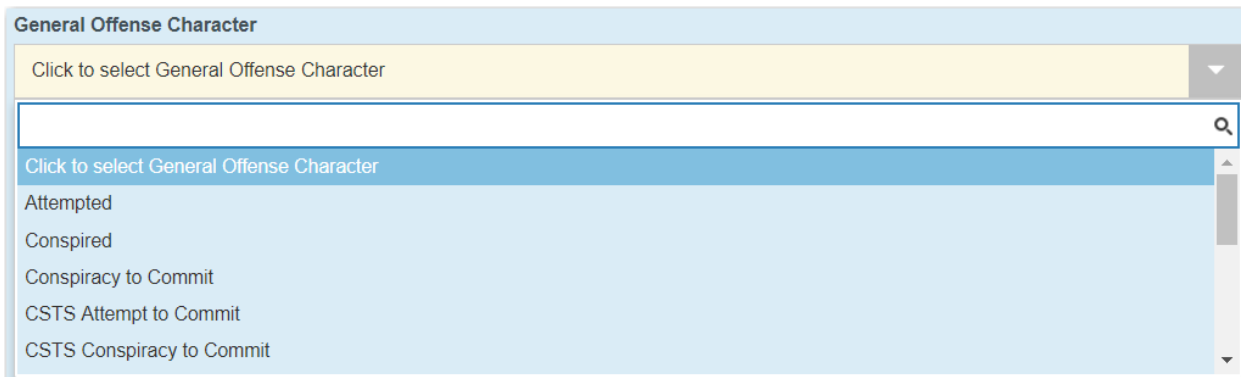 General Offense Character
Click to select General Offense Character
Click to select General Offense Character
Attempted
Conspired
Conspiracy to Commit
CSTS Attempt to Commit
CSTS Conspiracy to Commit